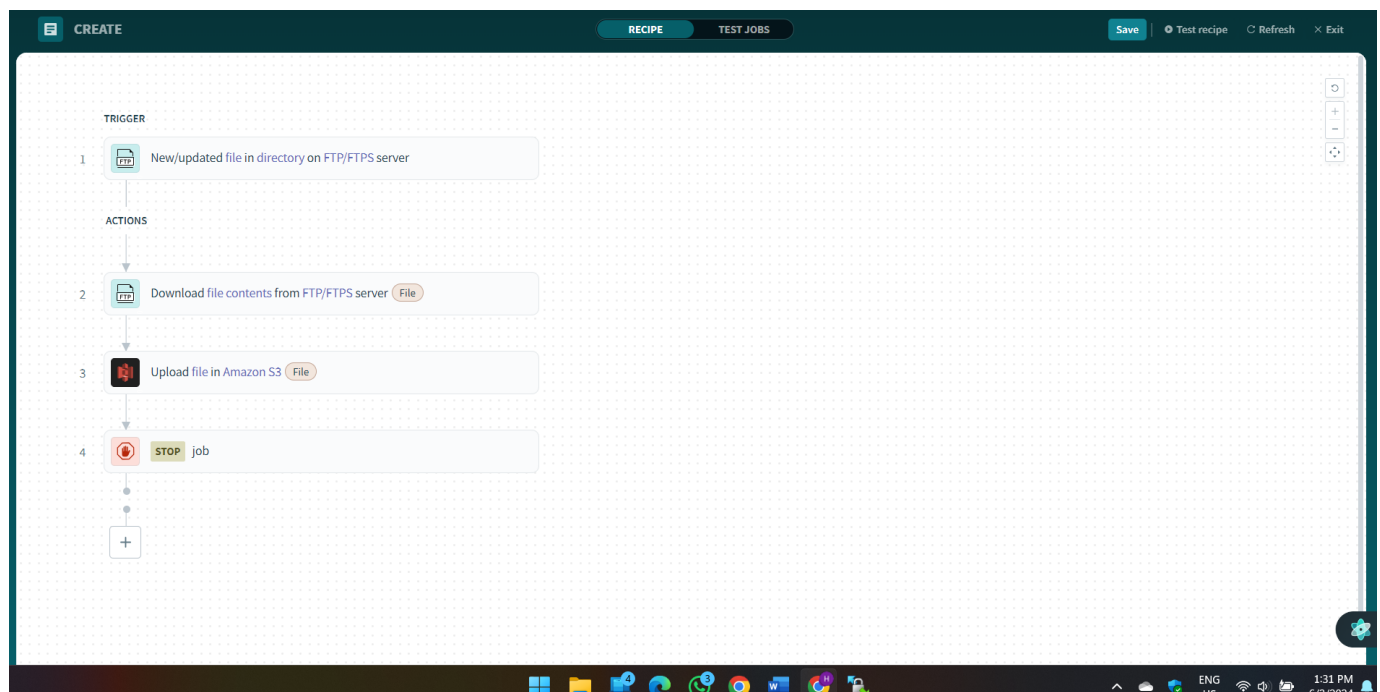 CREATE
RECIPE TEST JOBS
Save Test recipe Refresh Exit
TRIGGER
1 FTP New/updated file in directory on FTP/FTPS server
ACTIONS
2 FTP Download file contents from FTP/FTPS server File
3 Upload file in Amazon S3 File
4 STOP job
4 3 W H
ENG 1:31 PM